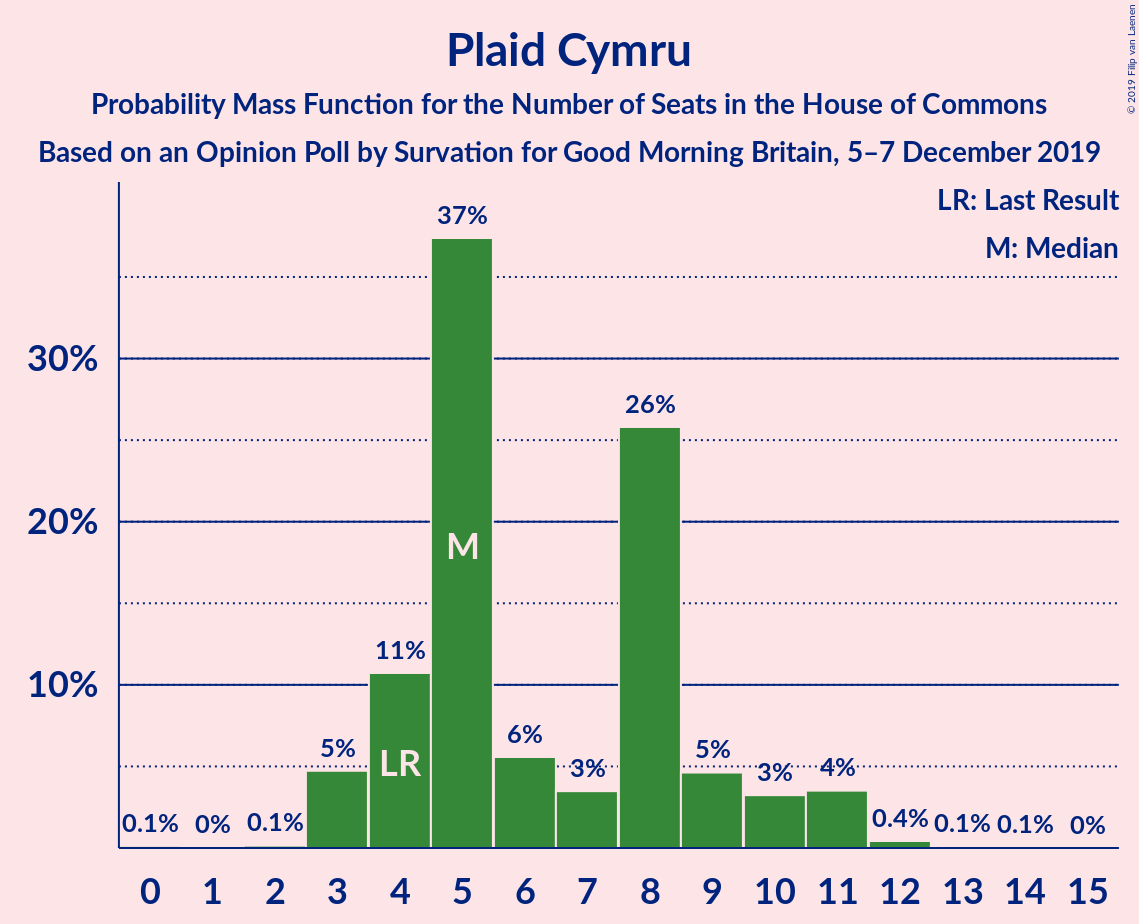 Plaid Cymru
Probability Mass Function for the Number of Seats in the House of Commons
Based on an Opinion Poll by Survation for Good Morning Britain, 5–7 December 2019
© 2019 Filip van Laenen
LR: Last Result
M: Median
37%
30%
26%
20%
M
11%
10%
LR
5%
6%
3%
5%
3%
4%
0.1%
0%
0.1%
0.4%
0.1%
0.1%
0%
0 1 2 3 4 5 6 7 8 9 10 11 12 13 14 15